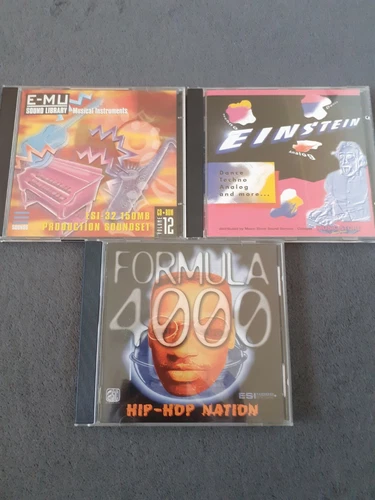 E-MU
SOUND LIBRARY
Musical Instruments
ESI-32 150MB
PRODUCTION SOUNDSET
CD-ROM
VOLUME
12
EINSTEIN
Dance
Techno
Analog
and more...
FORMULA
4000
HIP-HOP NATION
ESI